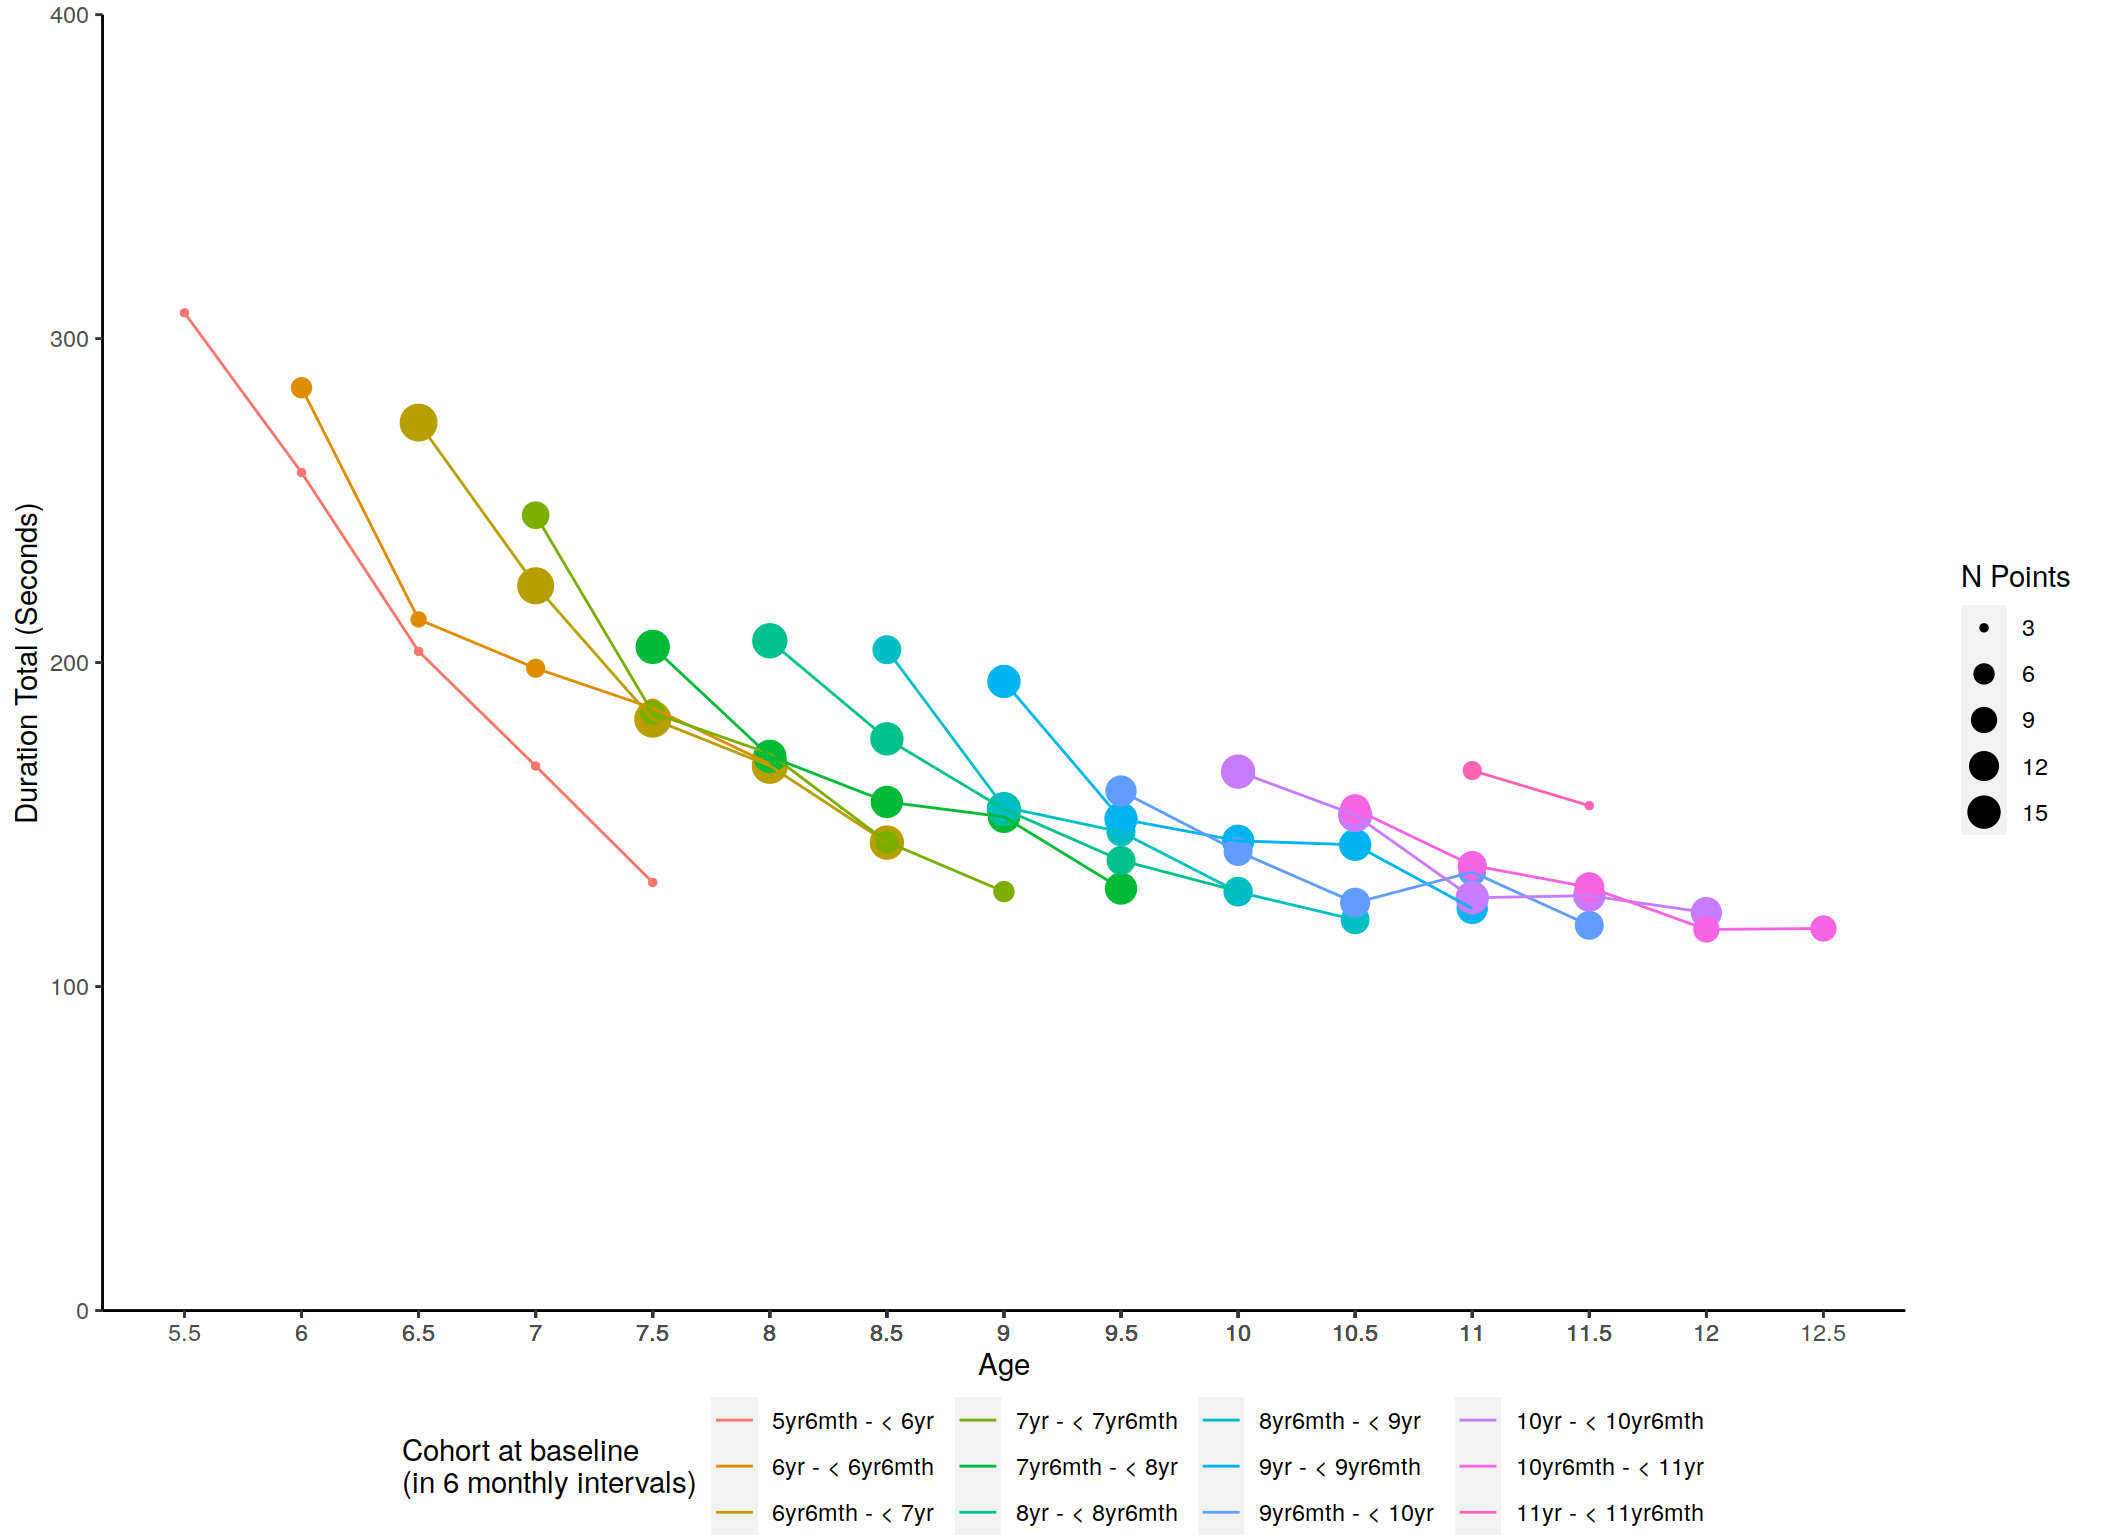 400
300
200
100
0
Duration Total (Seconds)
5.5 6 6.5 7 7.5 8 8.5 9 9.5 10 10.5 11 11.5 12 12.5
Age
N Points
3
6
9
12
15
Cohort at baseline
(in 6 monthly intervals)
5yr6mth - < 6yr
6yr - < 6yr6mth
6yr6mth - < 7yr
7yr - < 7yr6mth
7yr6mth - < 8yr
8yr - < 8yr6mth
8yr6mth - < 9yr
9yr - < 9yr6mth
9yr6mth - < 10yr
10yr - < 10yr6mth
10yr6mth - < 11yr
11yr - < 11yr6mth